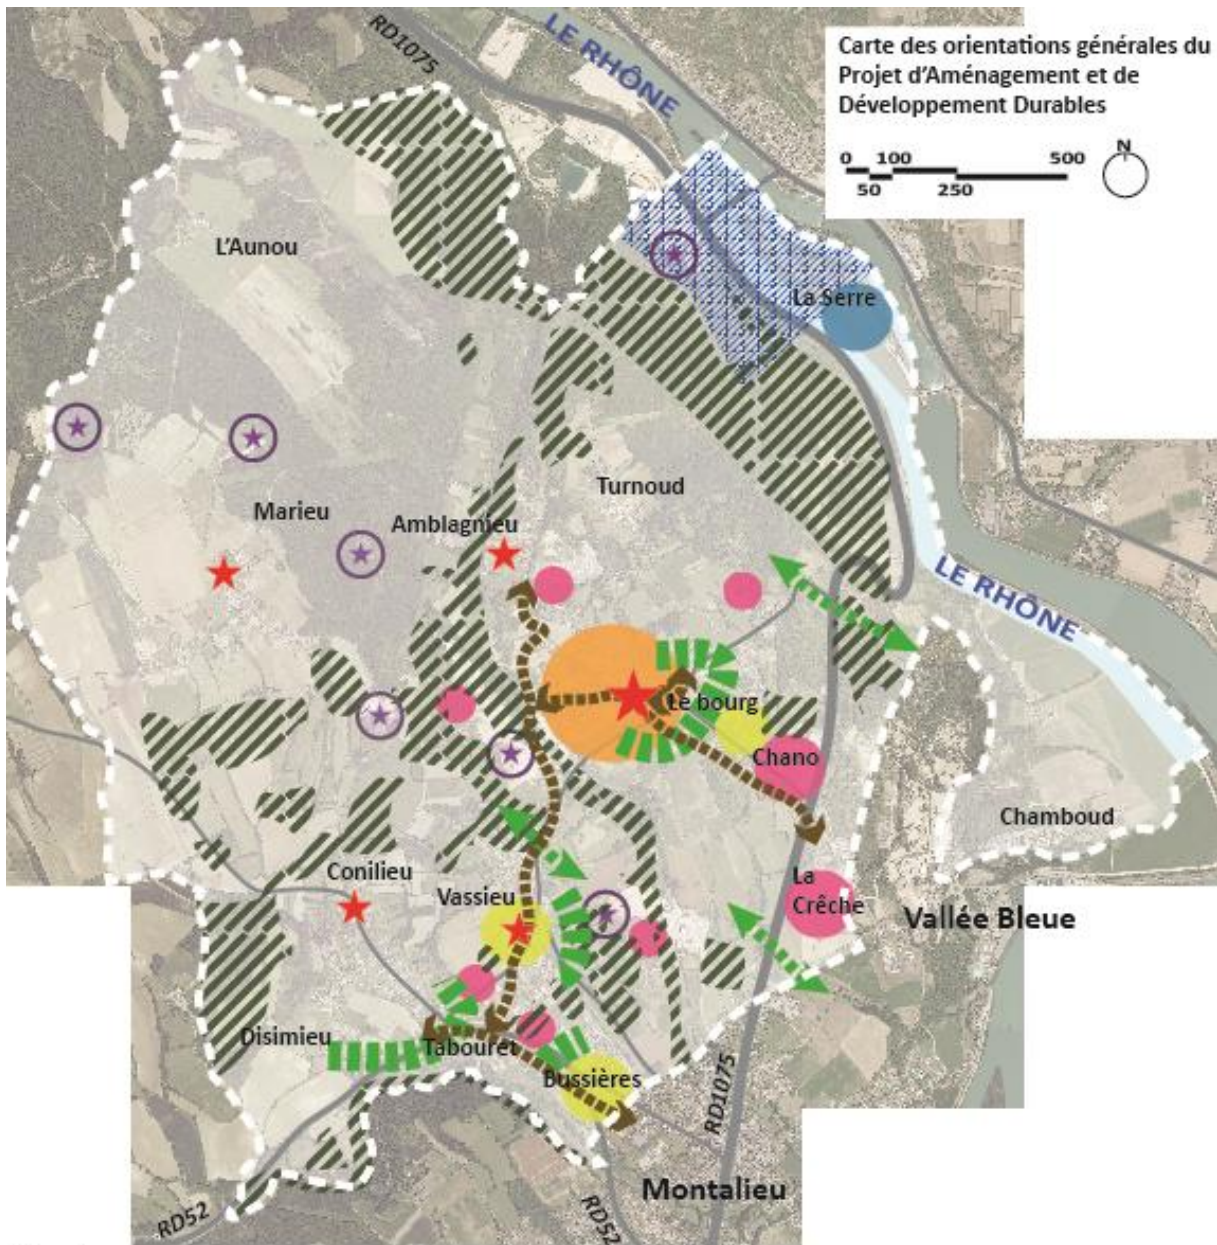 RD1075
LE RHÔNE
Carte des orientations générales du
Projet d'Aménagement et de
Développement Durables
N
0 100 500
50 250
L'Aunou
La Serre
Turnoud
Marieu
Amblagnieu
LE RHÔNE
Le bourg
Chano
Chamboud
Conilieu
La
Crêche
Vassieu
Vallée Bleue
Disimieu
Tabouret
Bussières
RD1075
Montalieu
RD52
RD52